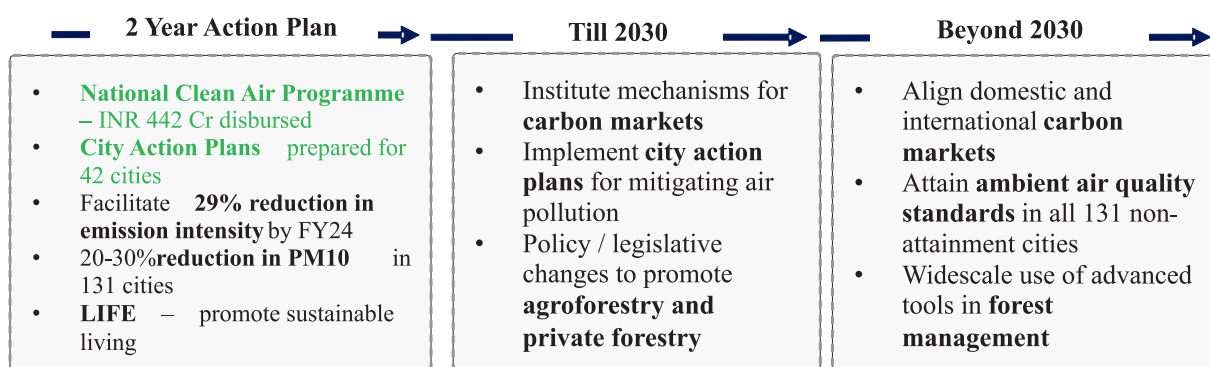 2 Year Action Plan
• National Clean Air Programme
– INR 442 Cr disbursed
• City Action Plans prepared for
42 cities
• Facilitate 29% reduction in
emission intensity by FY24
• 20-30%reduction in PM10 in
131 cities
• LIFE – promote sustainable
living
Till 2030
• Institute mechanisms for
carbon markets
• Implement city action
plans for mitigating air
pollution
• Policy / legislative
changes to promote
agroforestry and
private forestry
Beyond 2030
• Align domestic and
international carbon
markets
• Attain ambient air quality
standards in all 131 non-
attainment cities
• Widescale use of advanced
tools in forest
management